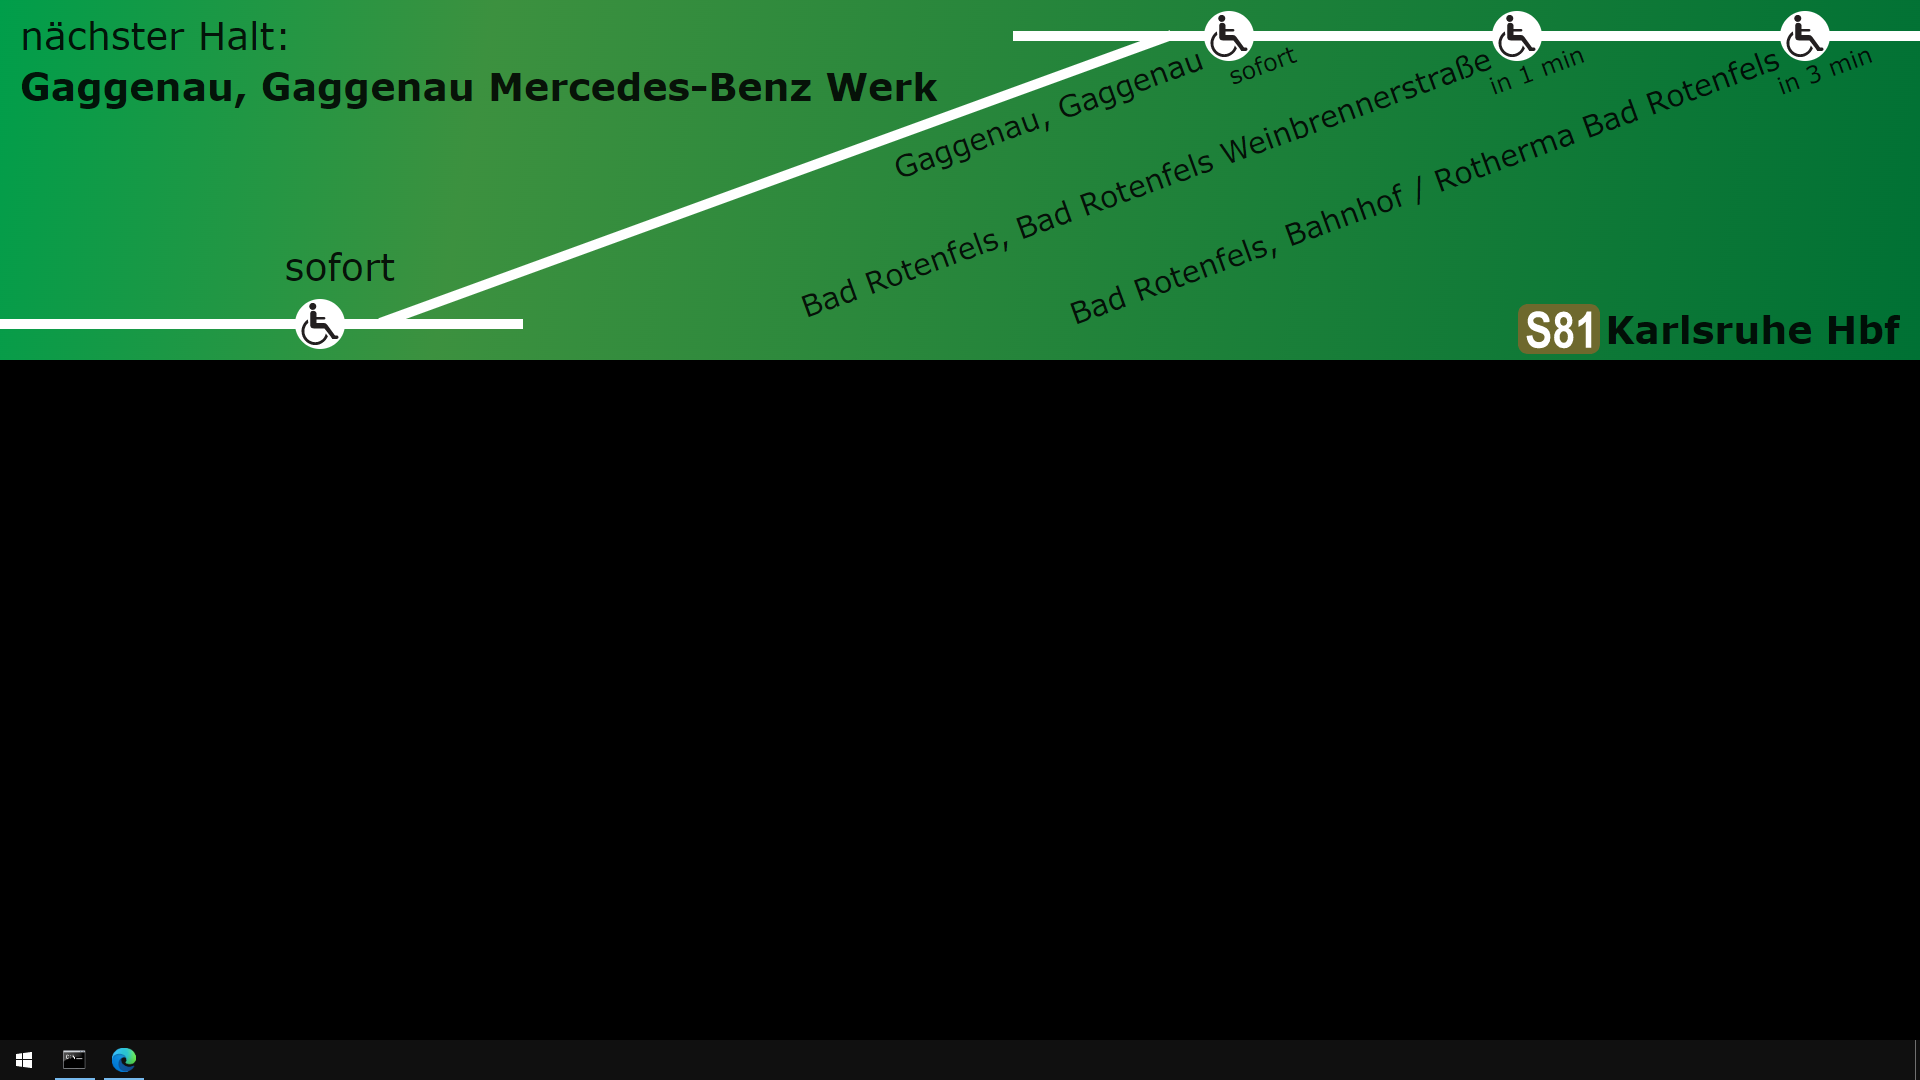 nächster Halt:
Gaggenau, Gaggenau Mercedes-Benz Werk
sofort
Gaggenau, Gaggenau
sofort
Bad Rotenfels, Bad Rotenfels Weinbrennerstraße
in 1 min
Bad Rotenfels, Bahnhof / Rotherma Bad Rotenfels
in 3 min
S81 Karlsruhe Hbf